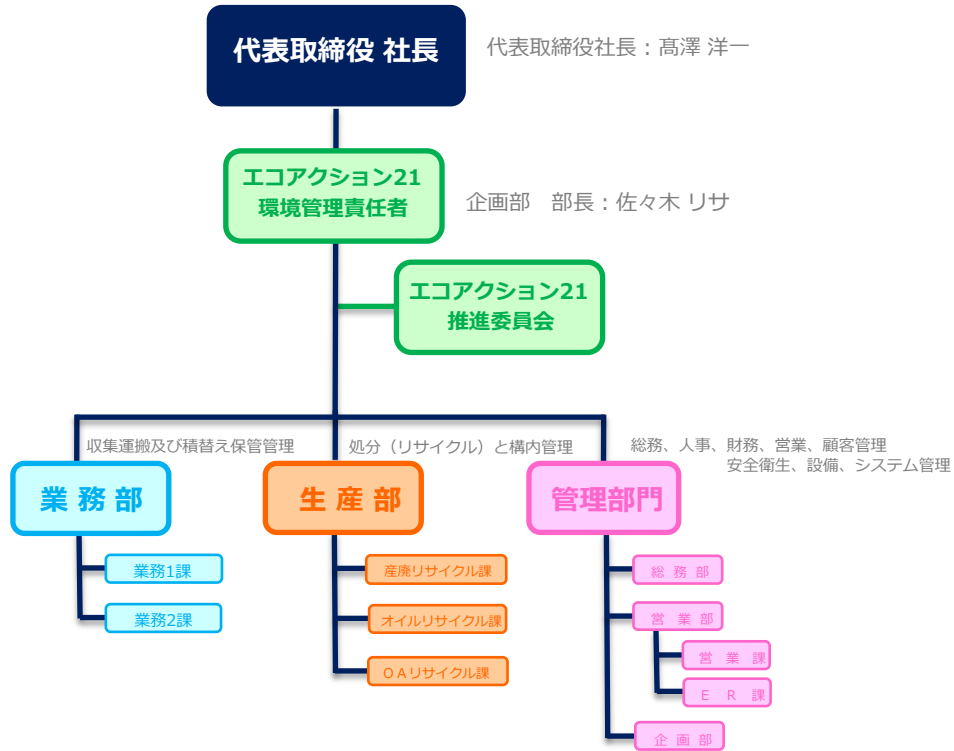 代表取締役 社長
代表取締役社長：髙澤 洋一
エコアクション21
環境管理責任者
企画部　部長：佐々木 リサ
エコアクション21
推進委員会
収集運搬及び積替え保管管理
処分（リサイクル）と構内管理
総務、人事、財務、営業、顧客管理
安全衛生、設備、システム管理
業 務 部
生 産 部
管理部門
業務1課
業務2課
産廃リサイクル課
オイルリサイクル課
OAリサイクル課
総 務 部
営 業 部
営 業 課
E R 課
企 画 部